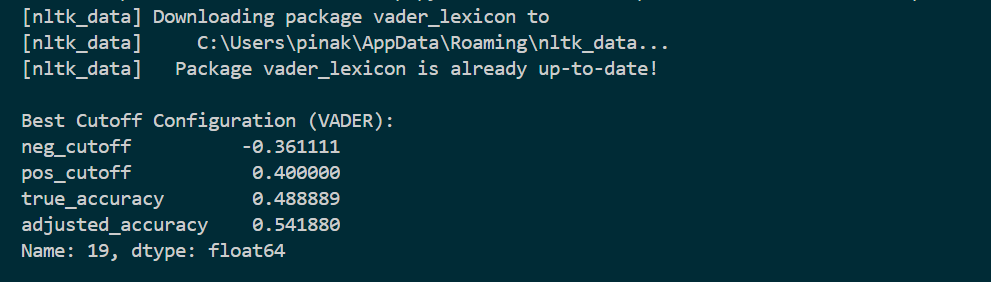 [nltk_data] Downloading package vader_lexicon to
[nltk_data]     C:\Users\pinak\AppData\Roaming\nltk_data...
[nltk_data]   Package vader_lexicon is already up-to-date!
Best Cutoff Configuration (VADER):
neg_cutoff          -0.361111
pos_cutoff           0.400000
true_accuracy        0.488889
adjusted_accuracy    0.541880
Name: 19, dtype: float64